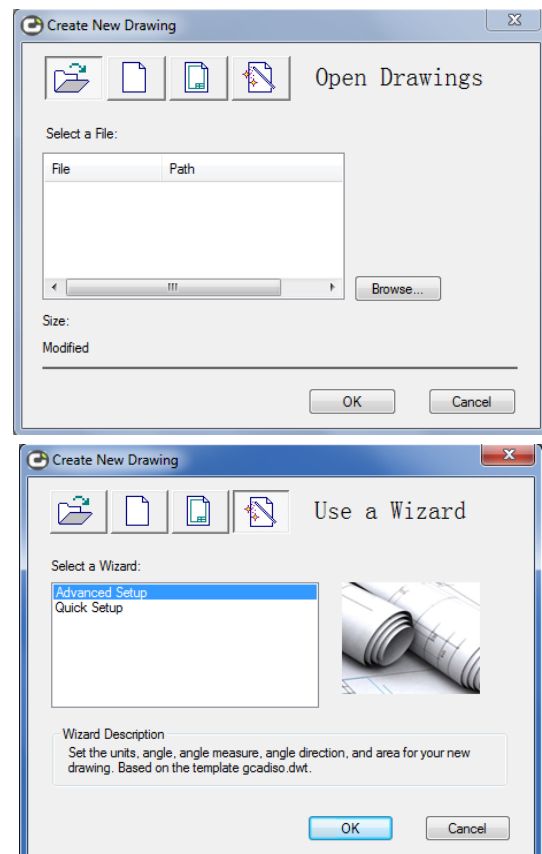 Create New Drawing
Open Drawings
Select a File:
File Path
Browse...
Size:
Modified
OK Cancel
Create New Drawing
Use a Wizard
Select a Wizard:
Advanced Setup
Quick Setup
Wizard Description
Set the units, angle, angle measure, angle direction, and area for your new
drawing. Based on the template gcadiso.dwt.
OK Cancel